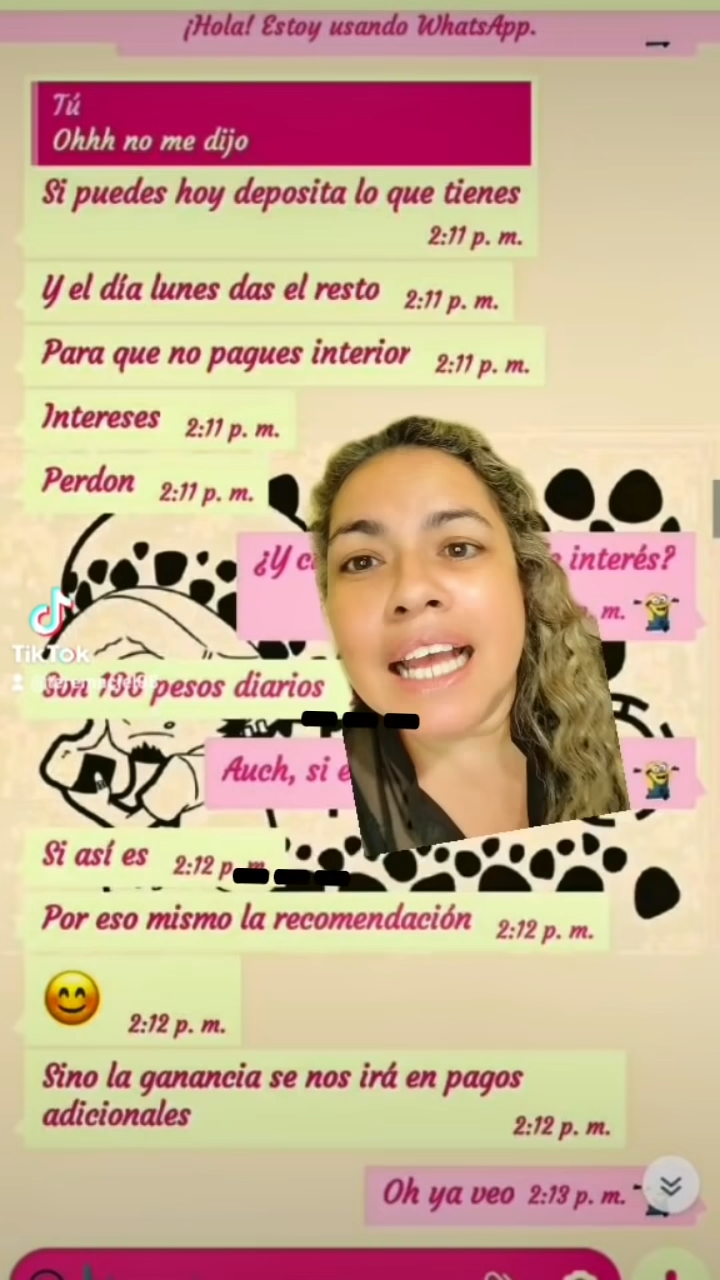 ¡Hola! Estoy usando WhatsApp.
Tú
Ohhh no me dijo
Si puedes hoy deposita lo que tienes
2:11 p. m.
Y el día lunes das el resto 2:11 p. m.
Para que no pagues interior 2:11 p. m.
Intereses 2:11 p. m.
Perdon 2:11 p. m.
¿Y interés?
m.
TikTok
Son pesos diarios
Auch, si
Si así es 2:12 p. m.
Por eso mismo la recomendación 2:12 p. m.
2:12 p. m.
Sino la ganancia se nos irá en pagos
adicionales
2:12 p. m.
Oh ya veo 2:13 p. m.